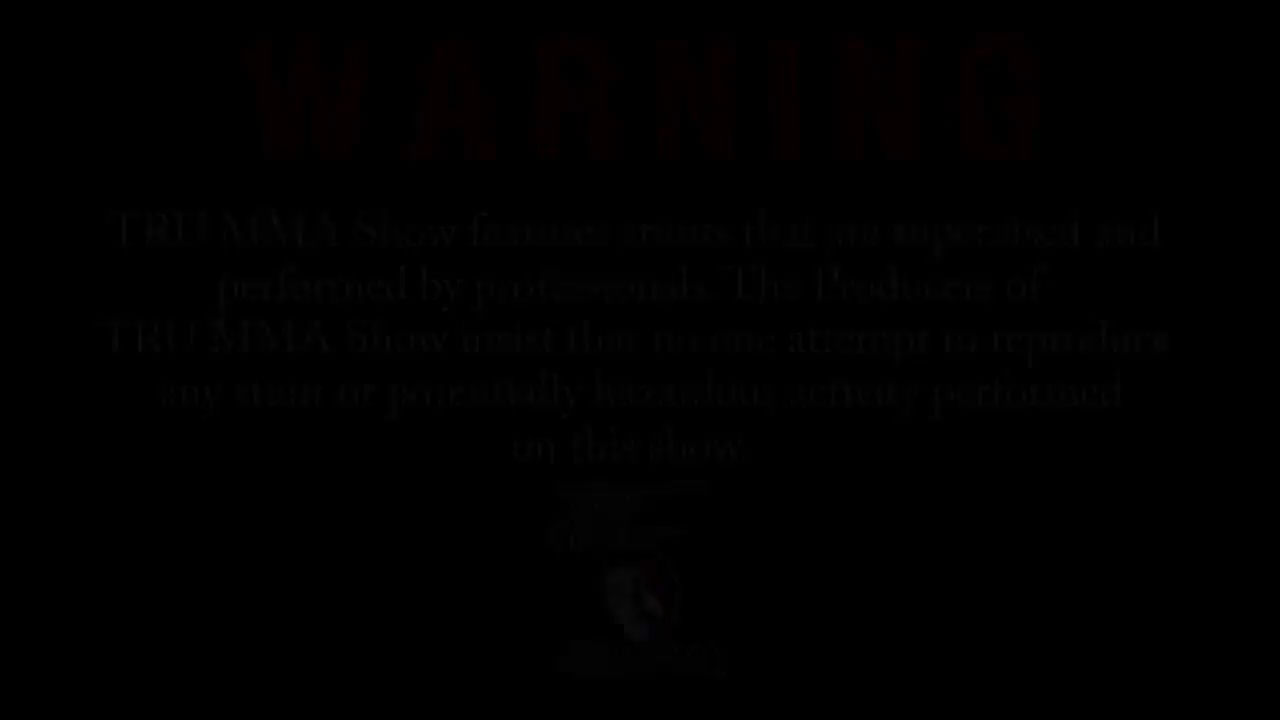 WARNING
TRU MMA Show features stunts that are supervised and
performed by professionals. The Producers of
TRU MMA Show insist that no one attempt to reproduce
any stunt or potentially hazardous activity performed
on this show.